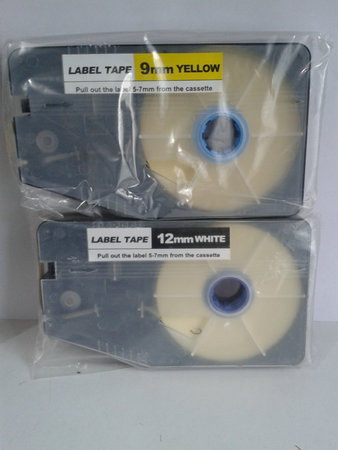 LABEL TAPE 9mm YELLOW
Pull out the label 5-7mm from the cassette
LABEL TAPE 12mm WHITE
Pull out the label 5-7mm from the cassette